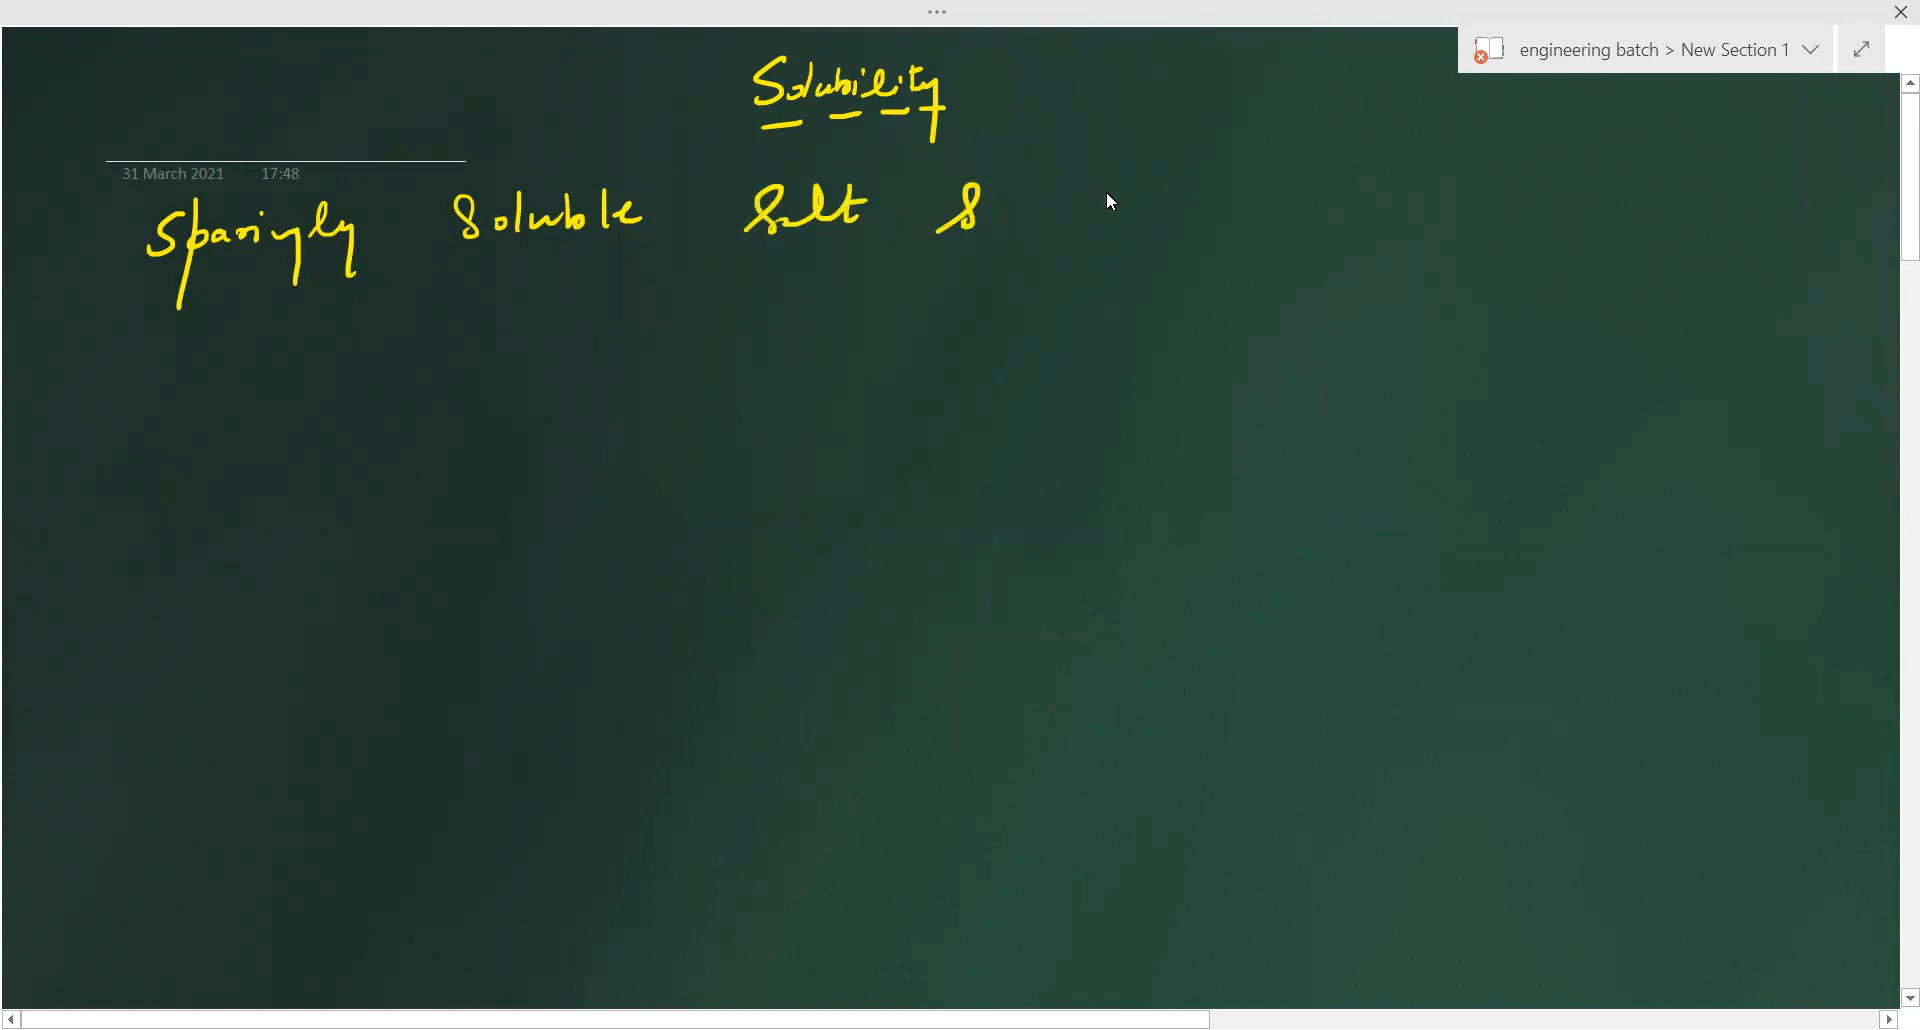 engineering batch > New Section 1
Solubility
31 March 2021 17:48
Sparingly Soluble Salt S